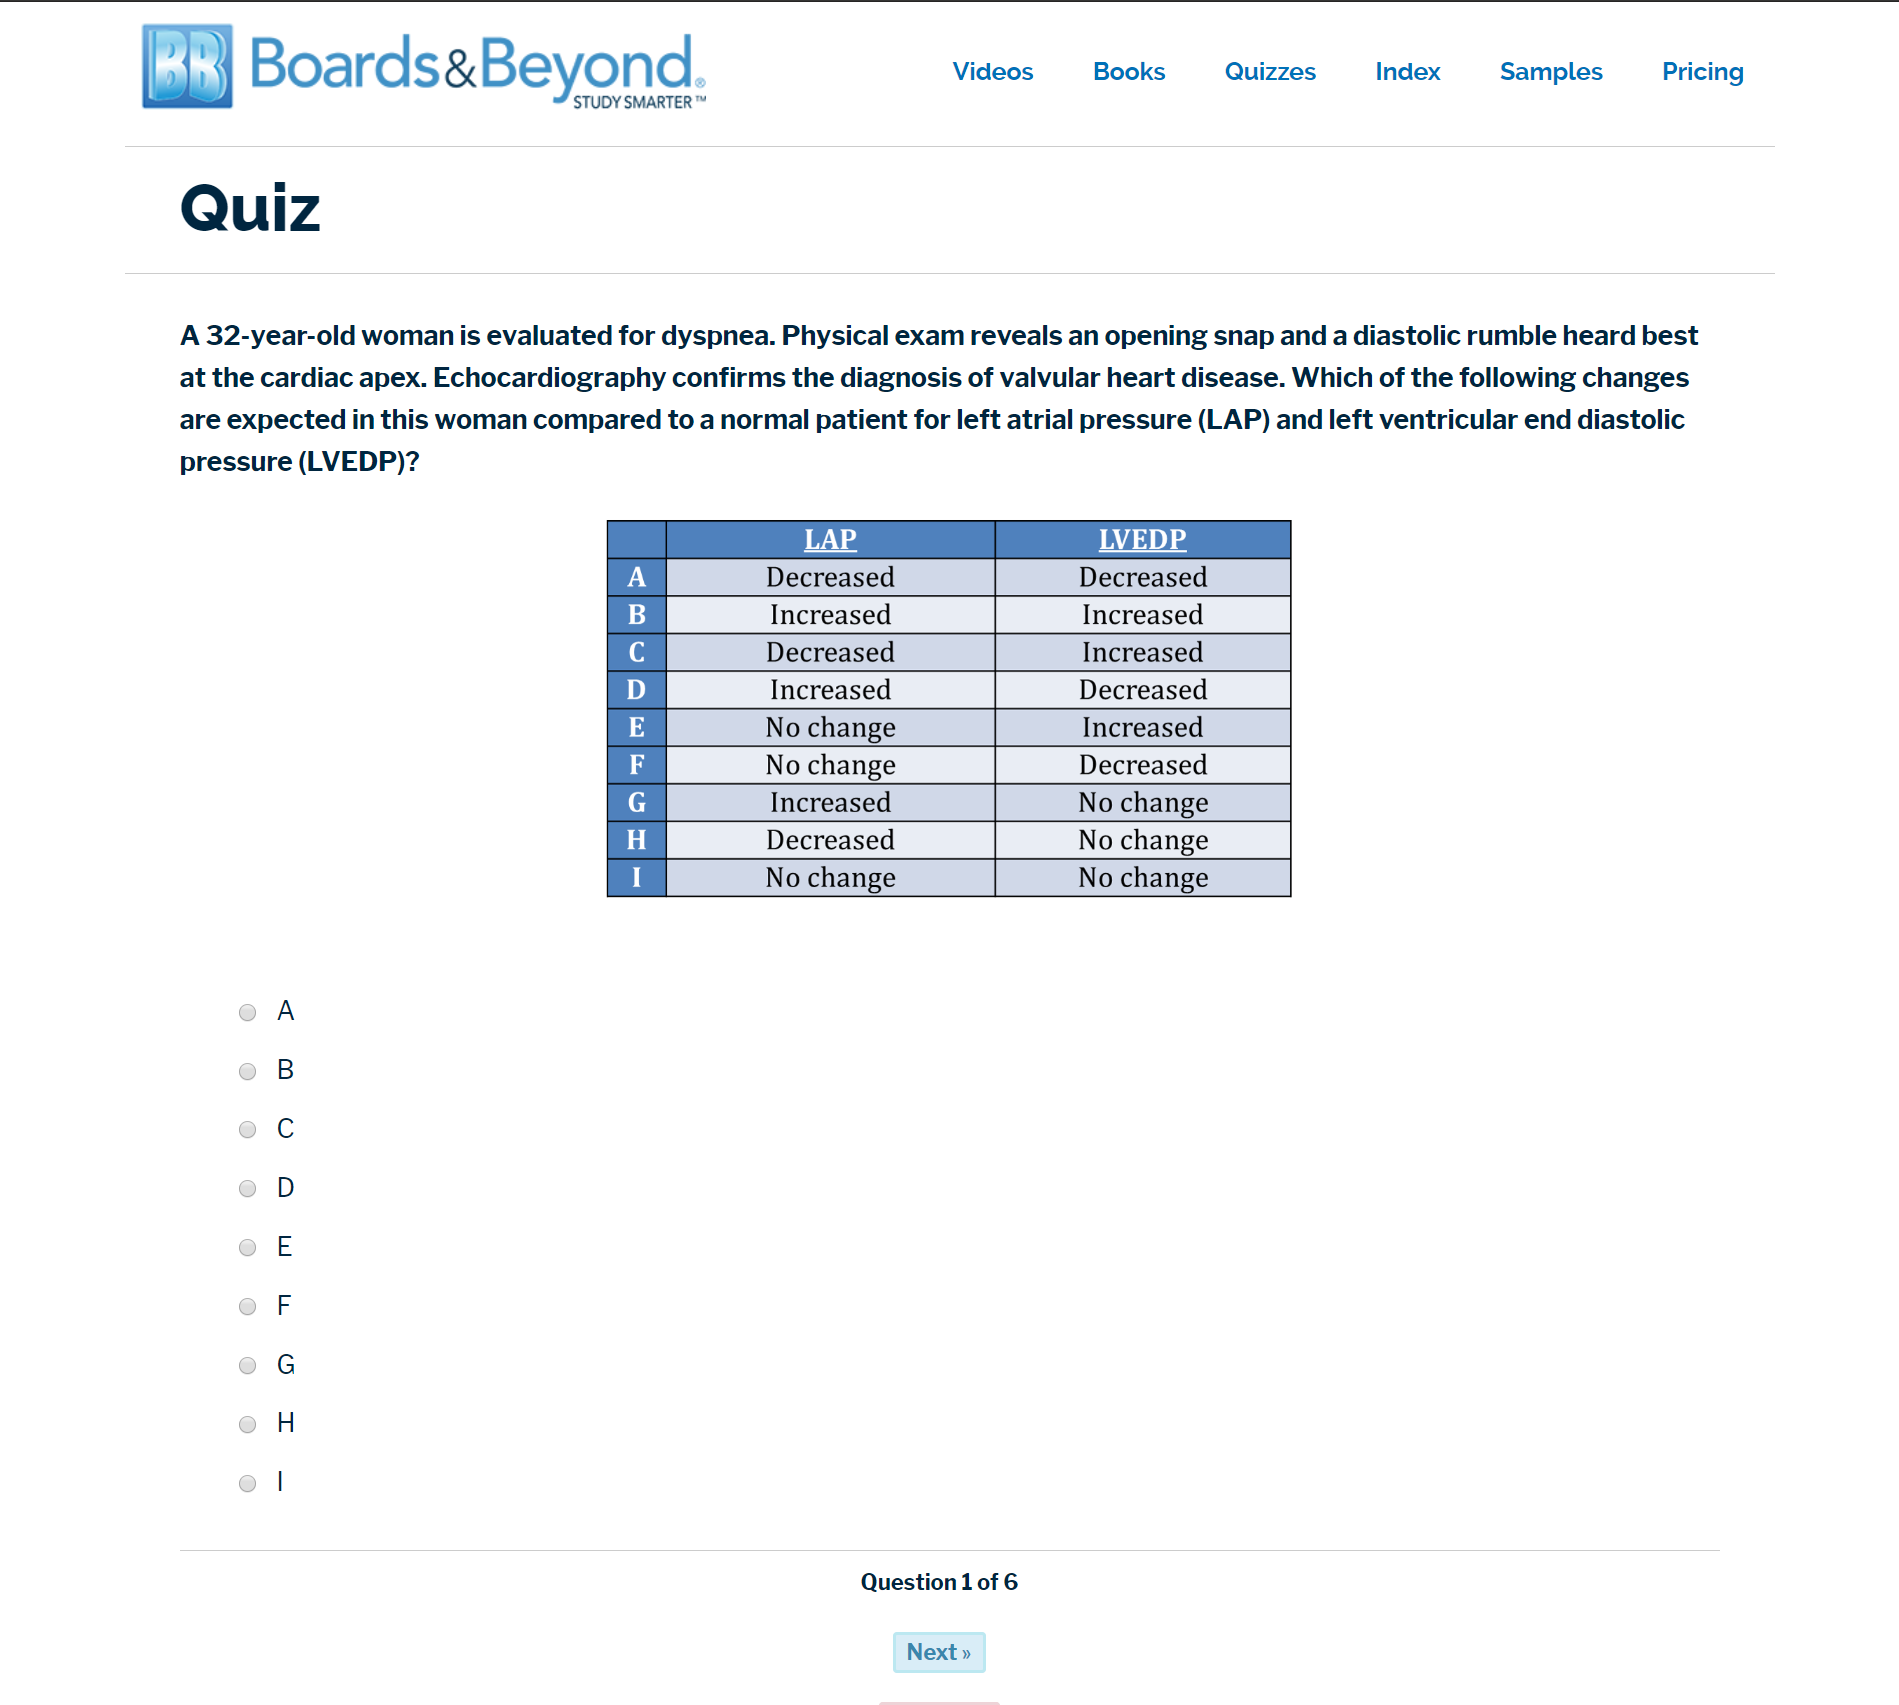 BB Boards&Beyond®
STUDY SMARTER™
Videos Books Quizzes Index Samples Pricing
Quiz
A 32-year-old woman is evaluated for dyspnea. Physical exam reveals an opening snap and a diastolic rumble heard best
at the cardiac apex. Echocardiography confirms the diagnosis of valvular heart disease. Which of the following changes
are expected in this woman compared to a normal patient for left atrial pressure (LAP) and left ventricular end diastolic
pressure (LVEDP)?
LAP LVEDP
A Decreased Decreased
B Increased Increased
C Decreased Increased
D Increased Decreased
E No change Increased
F No change Decreased
G Increased No change
H Decreased No change
I No change No change
A
B
C
D
E
F
G
H
I
Question 1 of 6
Next »